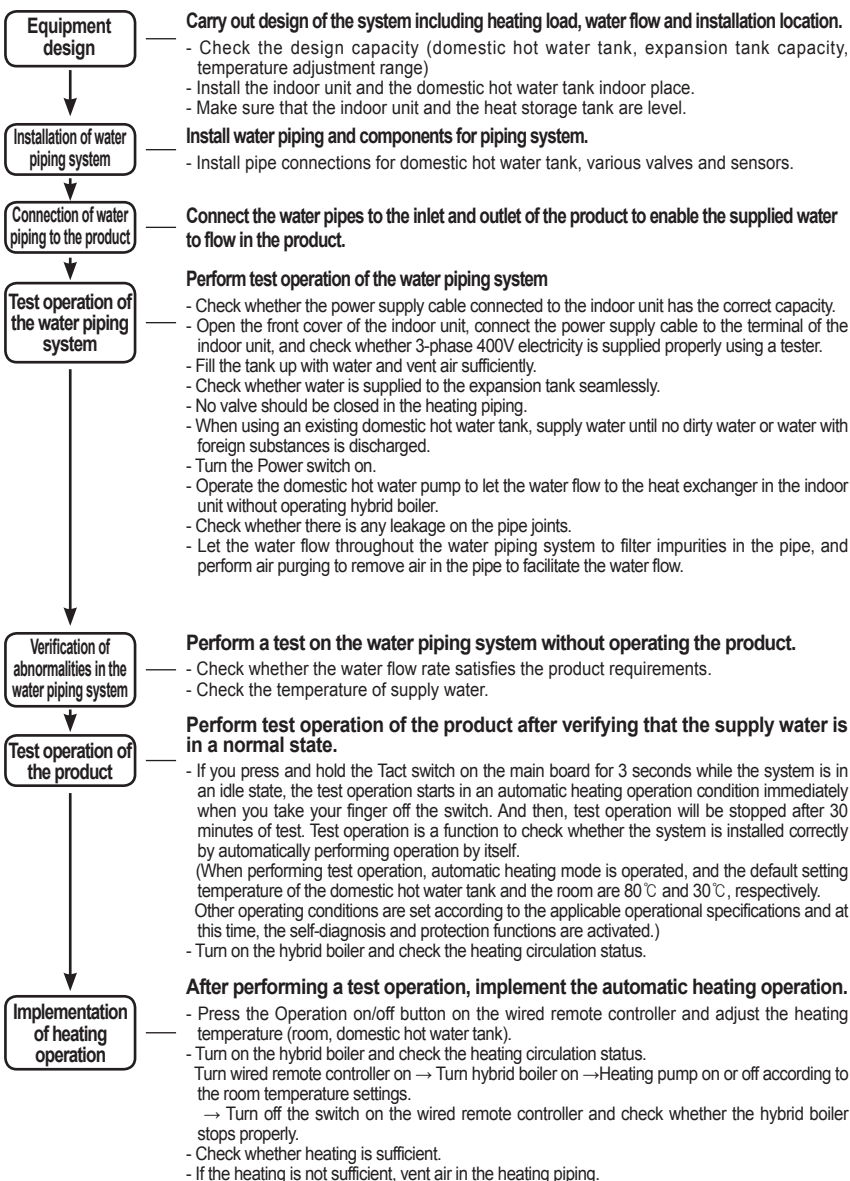 Equipment
design
Carry out design of the system including heating load, water flow and installation location.
- Check the design capacity (domestic hot water tank, expansion tank capacity,
temperature adjustment range)
- Install the indoor unit and the domestic hot water tank indoor place.
- Make sure that the indoor unit and the heat storage tank are level.
Installation of water
piping system
Install water piping and components for piping system.
- Install pipe connections for domestic hot water tank, various valves and sensors.
Connection of water
piping to the product
Connect the water pipes to the inlet and outlet of the product to enable the supplied water
to flow in the product.
Test operation of
the water piping
system
Perform test operation of the water piping system
- Check whether the power supply cable connected to the indoor unit has the correct capacity.
- Open the front cover of the indoor unit, connect the power supply cable to the terminal of the
indoor unit, and check whether 3-phase 400V electricity is supplied properly using a tester.
- Fill the tank up with water and vent air sufficiently.
- Check whether water is supplied to the expansion tank seamlessly.
- No valve should be closed in the heating piping.
- When using an existing domestic hot water tank, supply water until no dirty water or water with
foreign substances is discharged.
- Turn the Power switch on.
- Operate the domestic hot water pump to let the water flow to the heat exchanger in the indoor
unit without operating hybrid boiler.
- Check whether there is any leakage on the pipe joints.
- Let the water flow throughout the water piping system to filter impurities in the pipe, and
perform air purging to remove air in the pipe to facilitate the water flow.
Verification of
abnormalities in the
water piping system
Perform a test on the water piping system without operating the product.
- Check whether the water flow rate satisfies the product requirements.
- Check the temperature of supply water.
Test operation of
the product
Perform test operation of the product after verifying that the supply water is
in a normal state.
- If you press and hold the Tact switch on the main board for 3 seconds while the system is in
an idle state, the test operation starts in an automatic heating operation condition immediately
when you take your finger off the switch. And then, test operation will be stopped after 30
minutes of test. Test operation is a function to check whether the system is installed correctly
by automatically performing operation by itself.
(When performing test operation, automatic heating mode is operated, and the default setting
temperature of the domestic hot water tank and the room are 80℃ and 30℃, respectively.
Other operating conditions are set according to the applicable operational specifications and at
this time, the self-diagnosis and protection functions are activated.)
- Turn on the hybrid boiler and check the heating circulation status.
Implementation
of heating
operation
After performing a test operation, implement the automatic heating operation.
- Press the Operation on/off button on the wired remote controller and adjust the heating
temperature (room, domestic hot water tank).
- Turn on the hybrid boiler and check the heating circulation status.
Turn wired remote controller on → Turn hybrid boiler on →Heating pump on or off according to
the room temperature settings.
→ Turn off the switch on the wired remote controller and check whether the hybrid boiler
stops properly.
- Check whether heating is sufficient.
- If the heating is not sufficient, vent air in the heating piping.